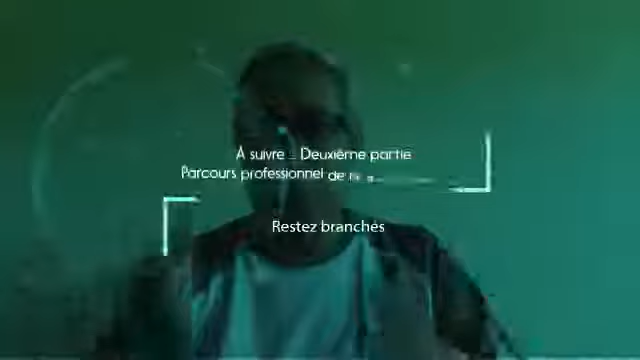 A suivre ... Deuxième partie
Parcours professionnel de
Restez branchés